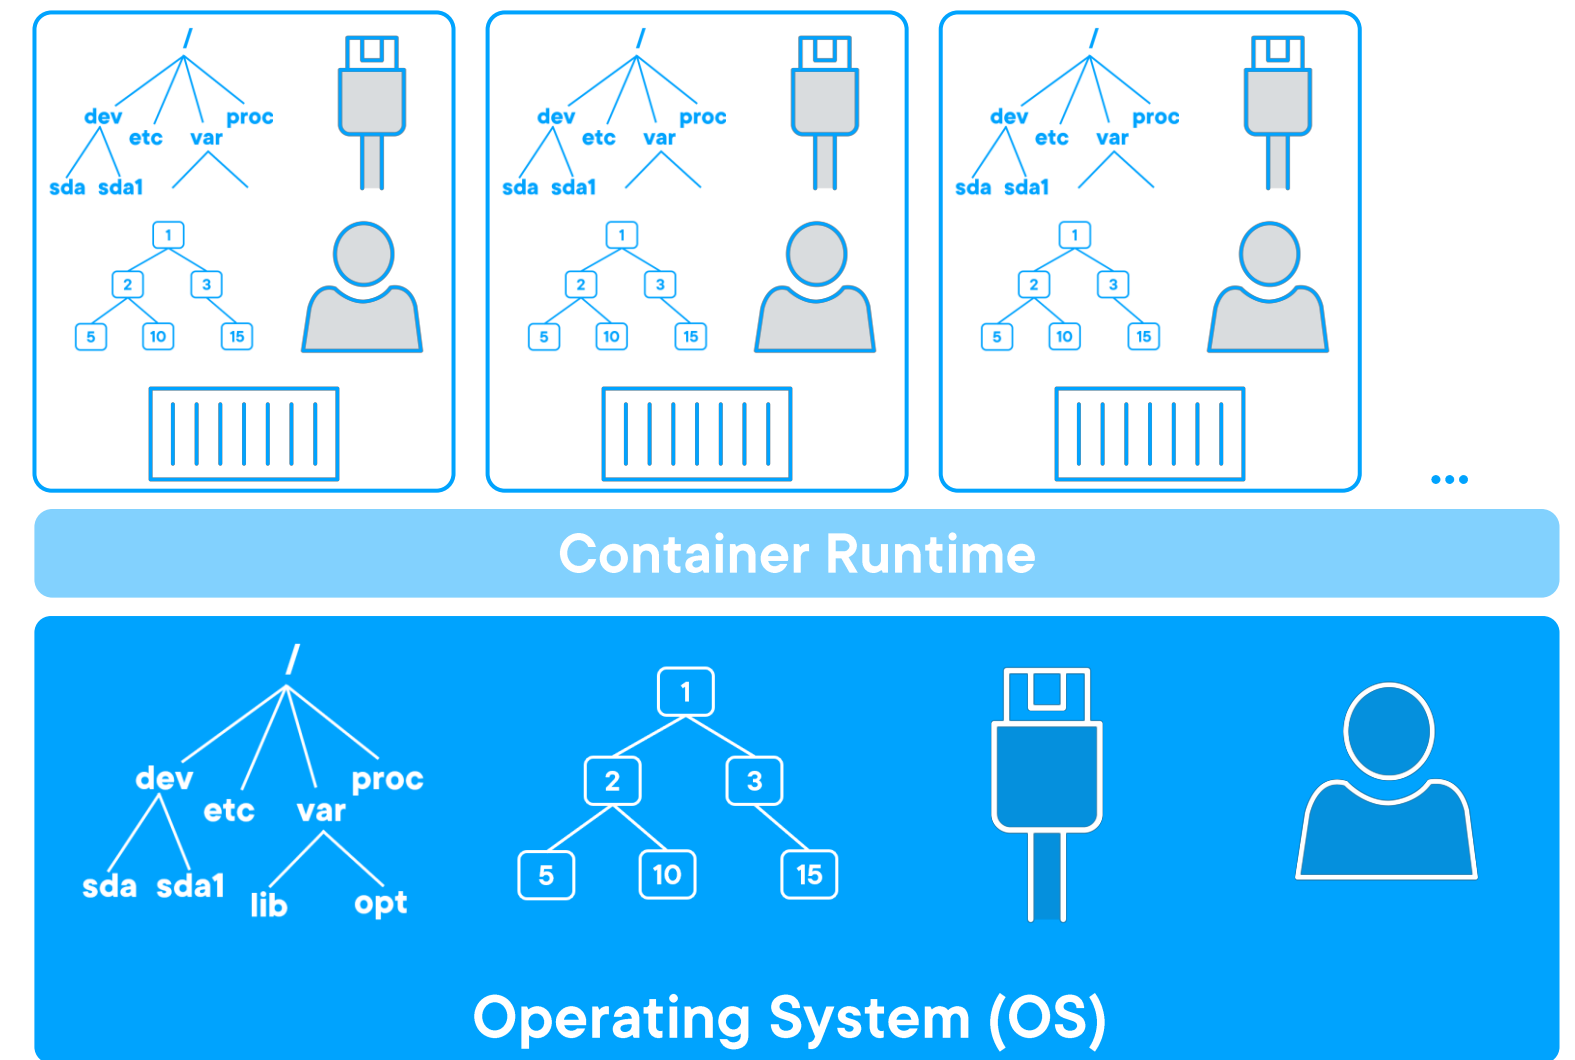 /
dev
etc
var
proc
sda
sda1
1
2
3
5
10
15
/
dev
etc
var
proc
sda
sda1
1
2
3
5
10
15
/
dev
etc
var
proc
sda
sda1
1
2
3
5
10
15
...
Container Runtime
/
dev
etc
var
proc
sda
sda1
lib
opt
1
2
3
5
10
15
Operating System (OS)